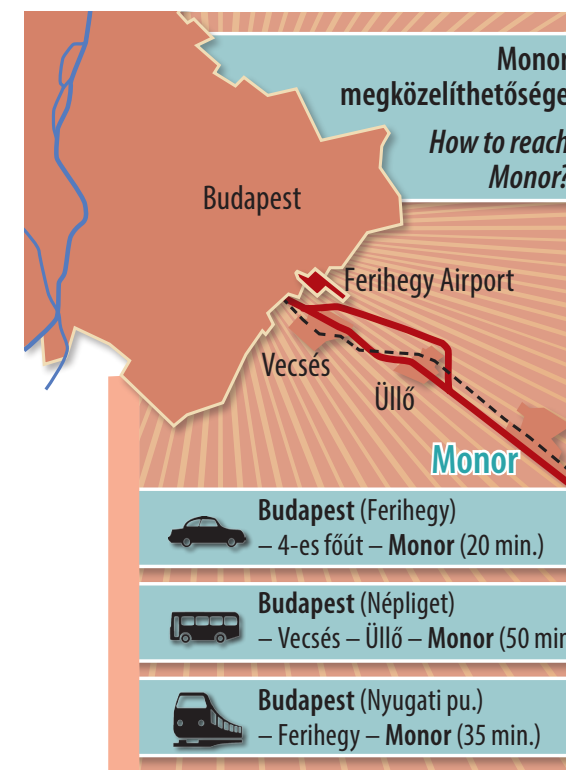 Monor
megközelíthetősége
How to reach
Monor?
Budapest
Ferihegy Airport
Vecsés
Üllő
Monor
Budapest (Ferihegy)
– 4-es főút – Monor (20 min.)
Budapest (Népliget)
– Vecsés – Üllő – Monor (50 min
Budapest (Nyugati pu.)
– Ferihegy – Monor (35 min.)